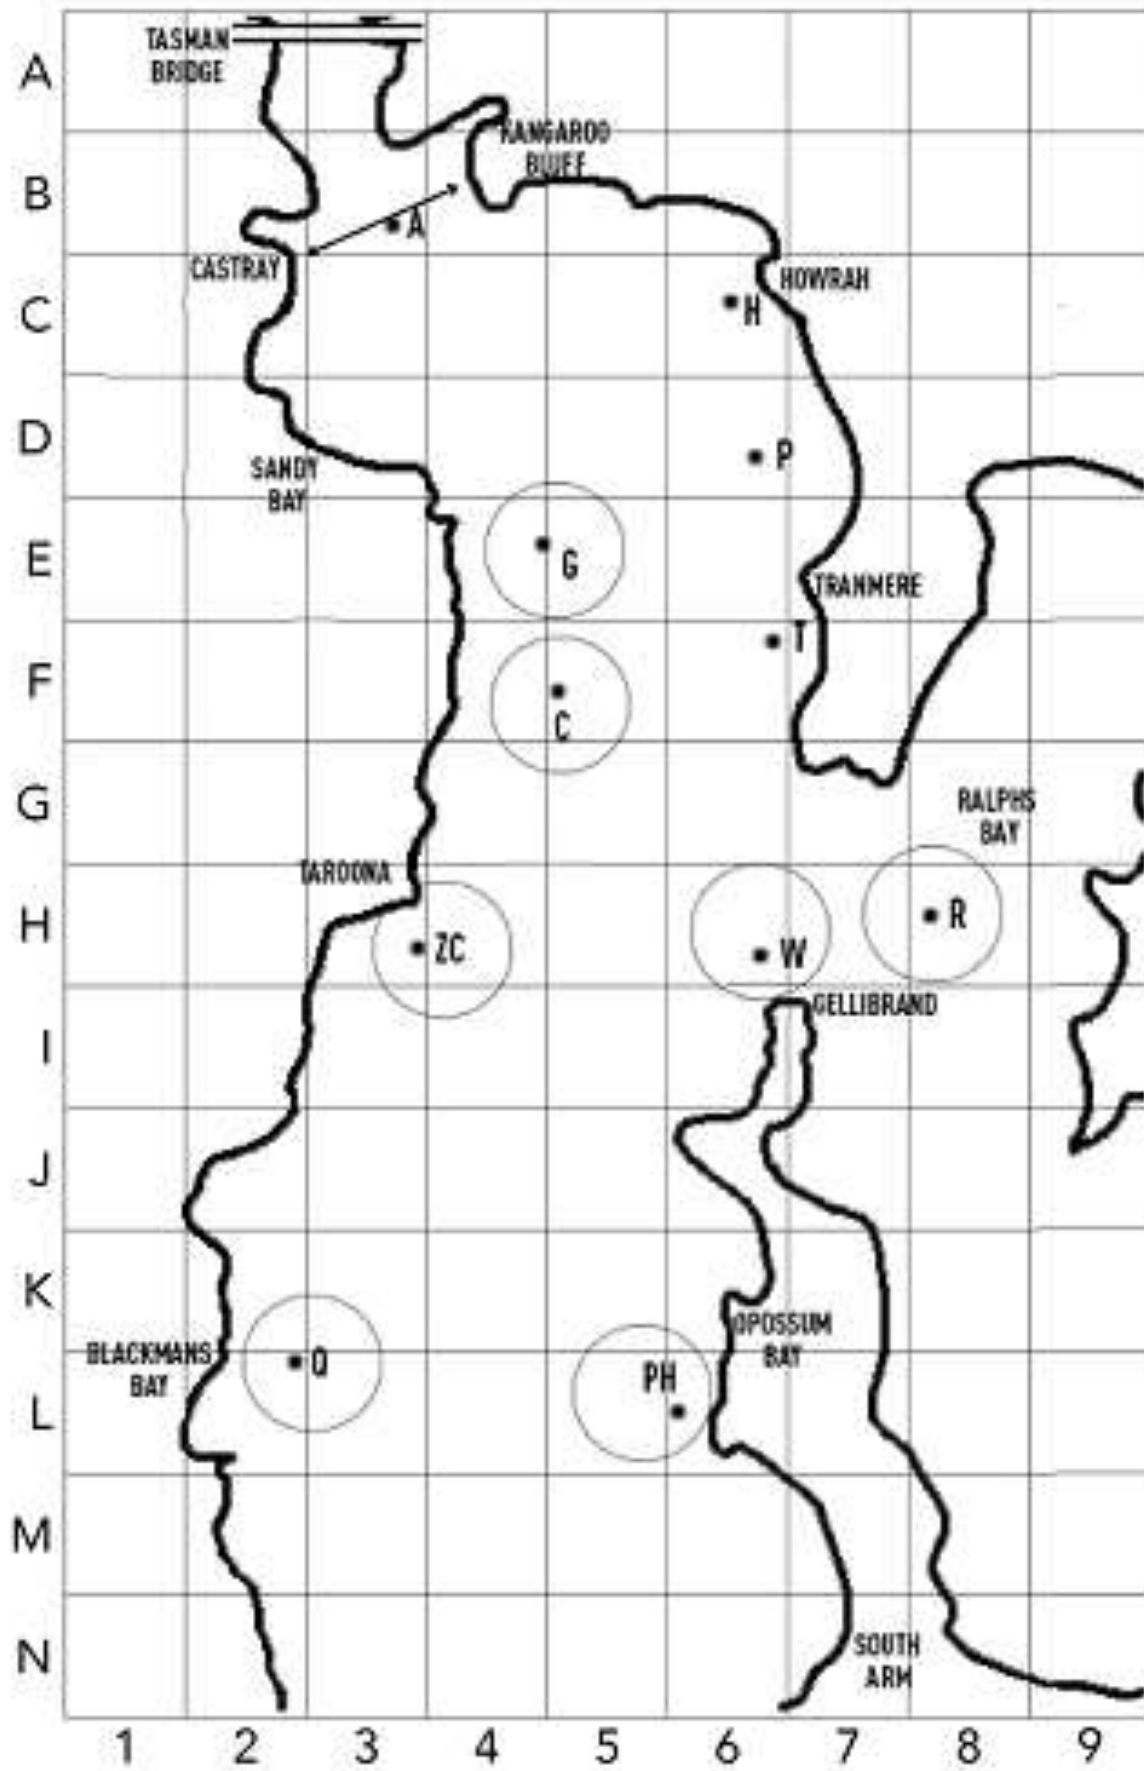 TASMAN
BRIDGE
A
KANGAROO
BLUFF
B
A
CASTRAY
HOWRAH
C
H
D
P
SANDY
BAY
E
G
TRANMERE
T
F
C
G
RALPHS
BAY
TAROONA
H
R
ZC
W
GELLIBRAND
I
J
K
OPOSSUM
BAY
BLACKMANS
BAY
Q
PH
L
M
N
SOUTH
ARM
1 2 3 4 5 6 7 8 9